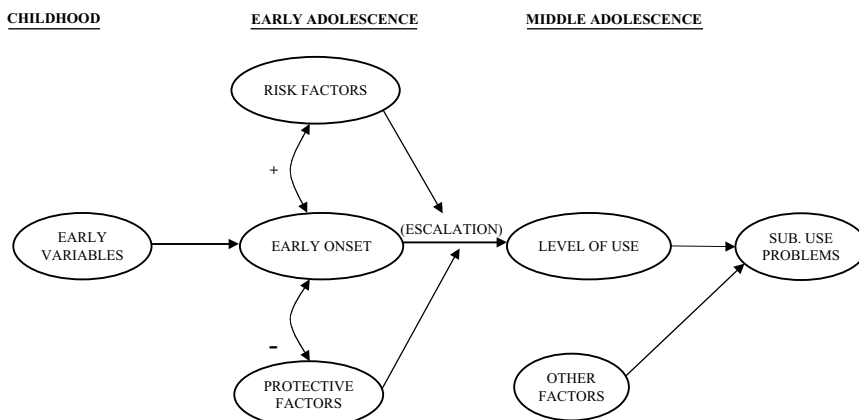 CHILDHOOD
EARLY ADOLESCENCE
MIDDLE ADOLESCENCE
RISK FACTORS
+
(ESCALATION)
EARLY
VARIABLES
EARLY ONSET
LEVEL OF USE
SUB. USE
PROBLEMS
-
PROTECTIVE
FACTORS
OTHER
FACTORS